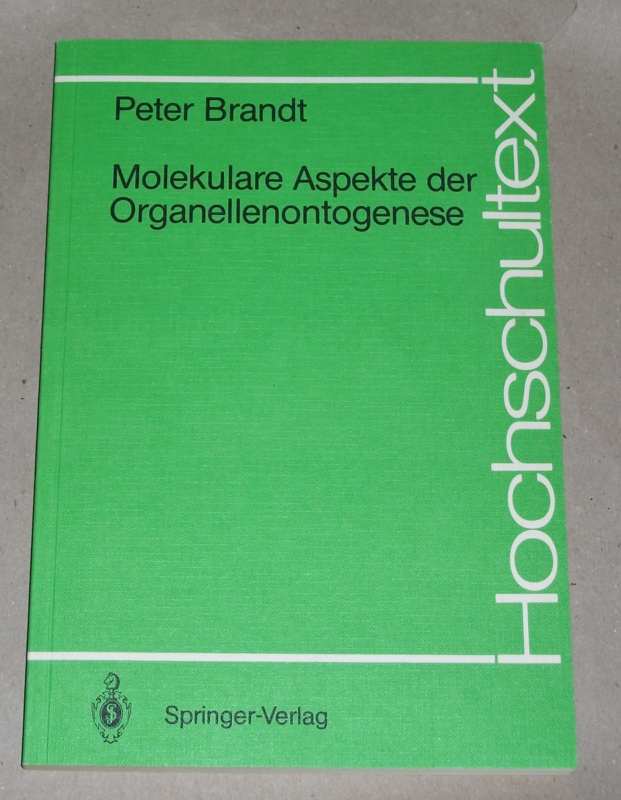 Peter Brandt
Molekulare Aspekte der
Organellenontogenese
Hochschultext
Springer-Verlag